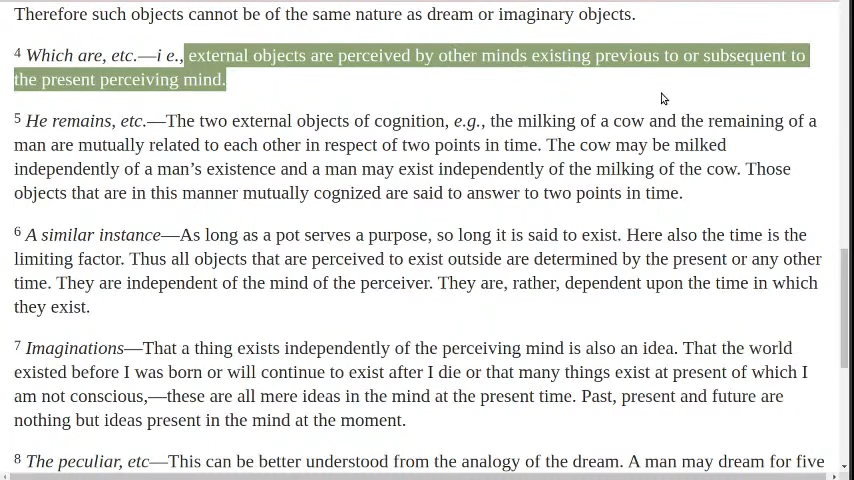 Therefore such objects cannot be of the same nature as dream or imaginary objects.
4 Which are, etc.—i e., external objects are perceived by other minds existing previous to or subsequent to
the present perceiving mind.
5 He remains, etc.—The two external objects of cognition, e.g., the milking of a cow and the remaining of a
man are mutually related to each other in respect of two points in time. The cow may be milked
independently of a man’s existence and a man may exist independently of the milking of the cow. Those
objects that are in this manner mutually cognized are said to answer to two points in time.
6 A similar instance—As long as a pot serves a purpose, so long it is said to exist. Here also the time is the
limiting factor. Thus all objects that are perceived to exist outside are determined by the present or any other
time. They are independent of the mind of the perceiver. They are, rather, dependent upon the time in which
they exist.
7 Imaginations—That a thing exists independently of the perceiving mind is also an idea. That the world
existed before I was born or will continue to exist after I die or that many things exist at present of which I
am not conscious,—these are all mere ideas in the mind at the present time. Past, present and future are
nothing but ideas present in the mind at the moment.
8 The peculiar, etc—This can be better understood from the analogy of the dream. A man may dream for five